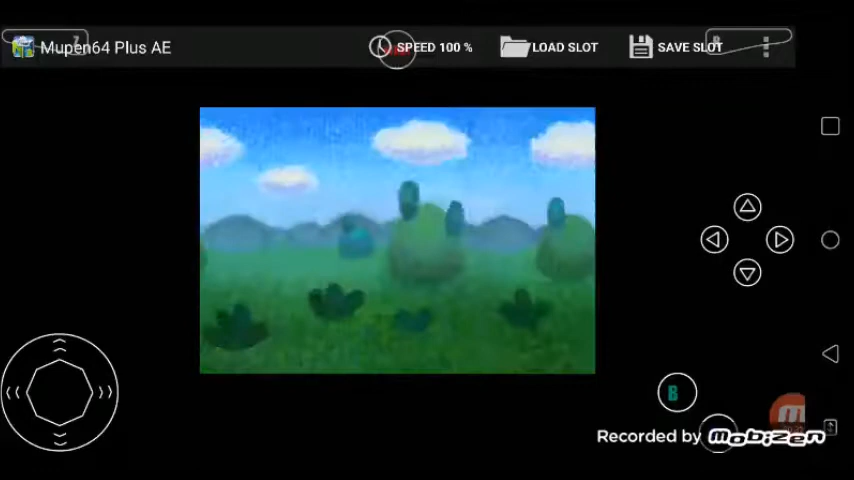 Mupen64 Plus AE
SPEED 100 %
LOAD SLOT
SAVE SLOT
Z
R
B
Recorded by MOBIZEN